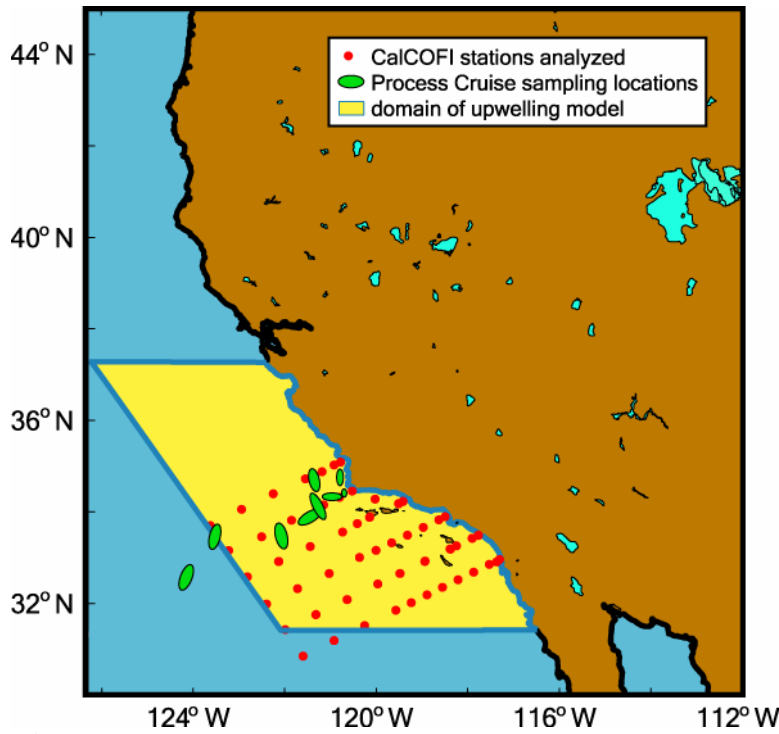 44° N
CalCOFI stations analyzed
Process Cruise sampling locations
domain of upwelling model
40° N
36° N
32° N
124° W 120° W 116° W 112° W